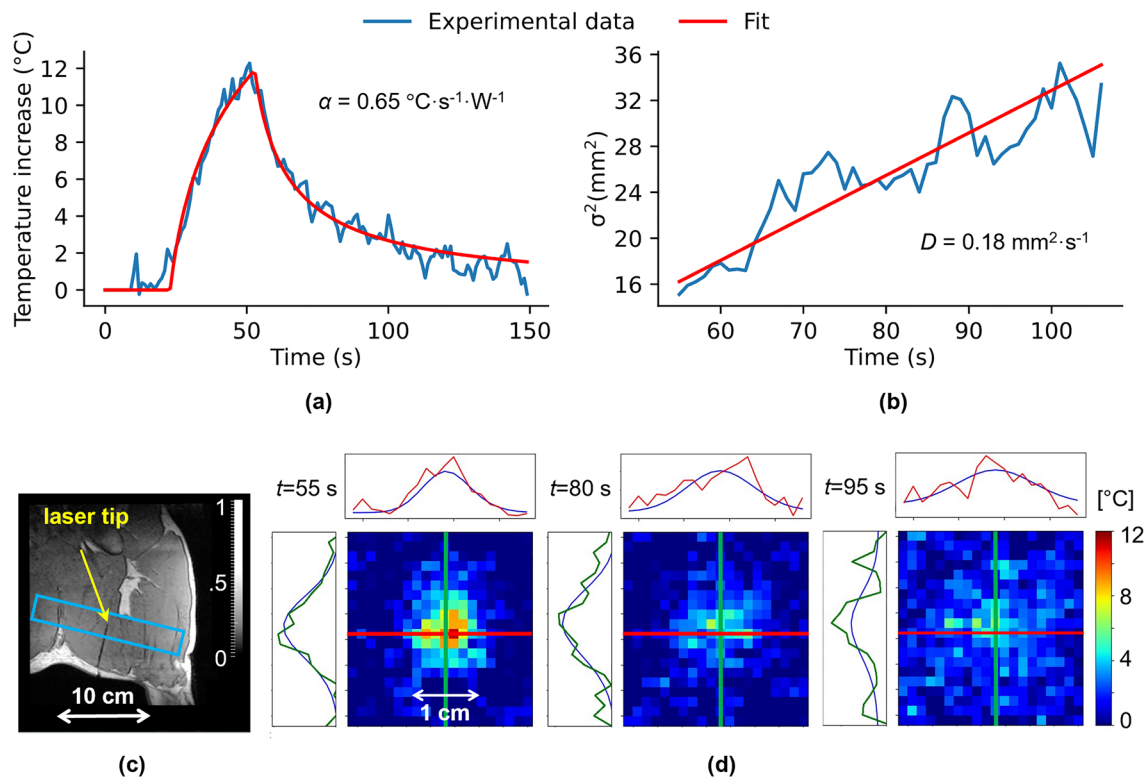 Experimental data Fit
Temperature increase (°C)
12
10
8
6
4
2
0
α = 0.65 °C·s⁻¹·W⁻¹
0 50 100 150
Time (s)
(a)
σ²(mm²)
36
32
28
24
20
16
D = 0.18 mm²·s⁻¹
60 70 80 90 100
Time (s)
(b)
laser tip
1
.5
0
10 cm
(c)
t=55 s
t=80 s
t=95 s
1 cm
[°C]
12
8
4
0
(d)